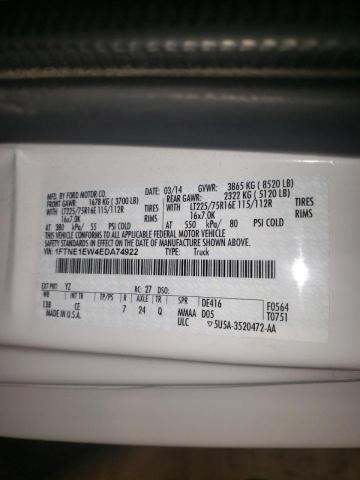 MFD. BY FORD MOTOR CO.
DATE: 03/14 GVWR: 3865 KG ( 8520 LB)
FRONT GAWR: 1678 KG ( 3700 LB) REAR GAWR: 2322 KG ( 5120 LB)
WITH LT225/75R16E 115/112R TIRES WITH LT225/75R16E 115/112R TIRES
16x7.0K RIMS 16x7.0K RIMS
AT 380 kPa/ 55 PSI COLD AT 550 kPa/ 80 PSI COLD
THIS VEHICLE CONFORMS TO ALL APPLICABLE FEDERAL MOTOR VEHICLE
SAFETY STANDARDS IN EFFECT ON THE DATE OF MANUFACTURE SHOWN ABOVE.
VIN: 1FTNE1EW4EDA74922 TYPE: Truck
EXT PNT: YZ RC: 27 DSO:
WB INT TR TP/PS R AXLE TR SPR DE416 F0564
138 CE 7 24 Q MMAA D05 T0751
ULC 5U5A-3520472-AA